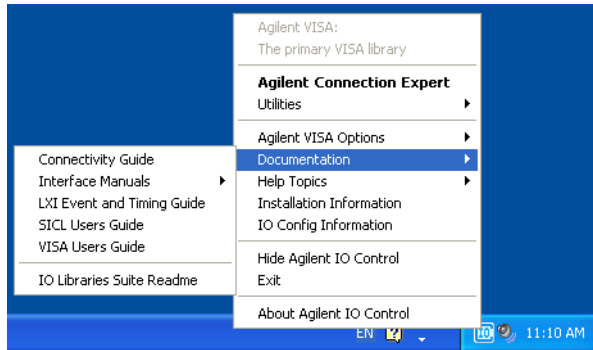 Agilent VISA:
The primary VISA library
Agilent Connection Expert
Utilities
Agilent VISA Options
Documentation
Help Topics
Installation Information
IO Config Information
Hide Agilent IO Control
Exit
About Agilent IO Control
Connectivity Guide
Interface Manuals
LXI Event and Timing Guide
SICL Users Guide
VISA Users Guide
IO Libraries Suite Readme
EN
IO
11:10 AM